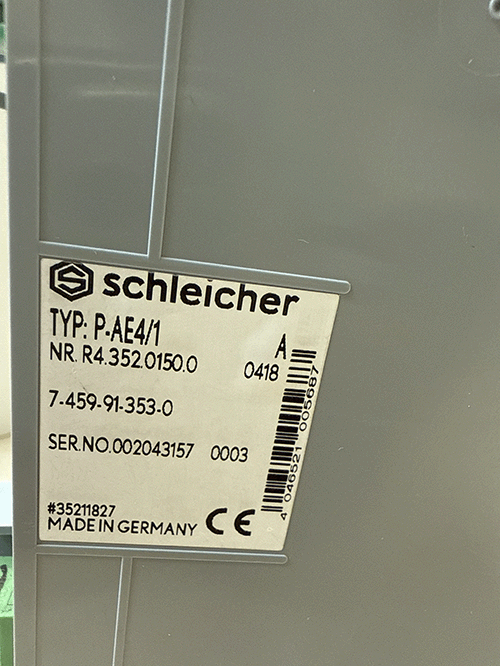 schleicher
TYP: P-AE4/1 A
NR. R4.352.0150.0 0418
7-459-91-353-0
SER.NO.002043157 0003
#35211827
MADE IN GERMANY CE
4 046521 005687